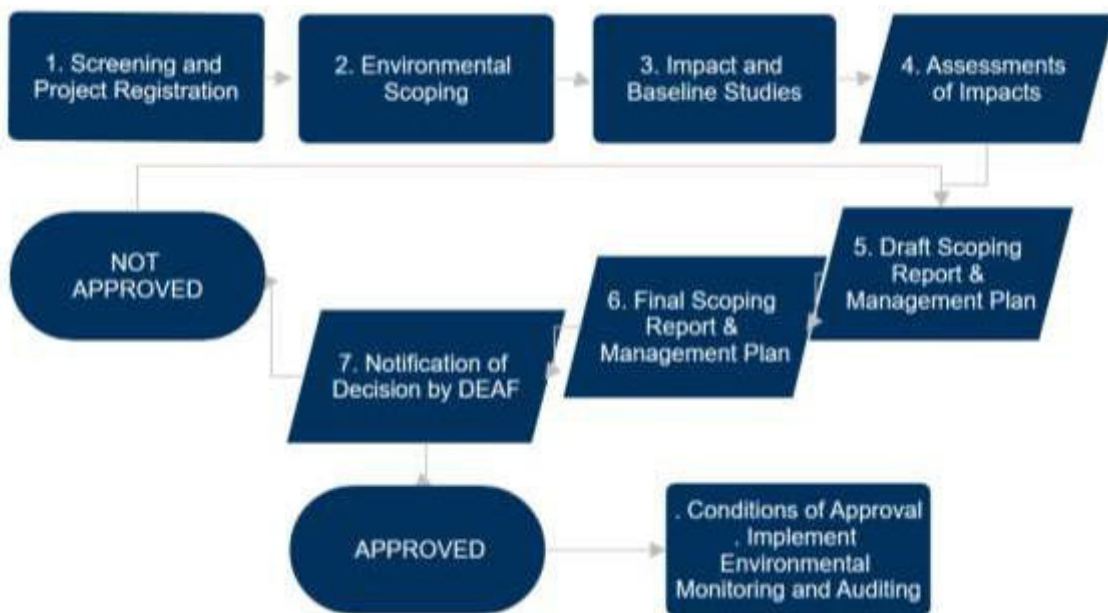 1. Screening and
Project Registration
2. Environmental
Scoping
3. Impact and
Baseline Studies
4. Assessments
of Impacts
5. Draft Scoping
Report &
Management Plan
6. Final Scoping
Report &
Management Plan
7. Notification of
Decision by DEAF
NOT
APPROVED
APPROVED
. Conditions of Approval
. Implement
Environmental
Monitoring and Auditing